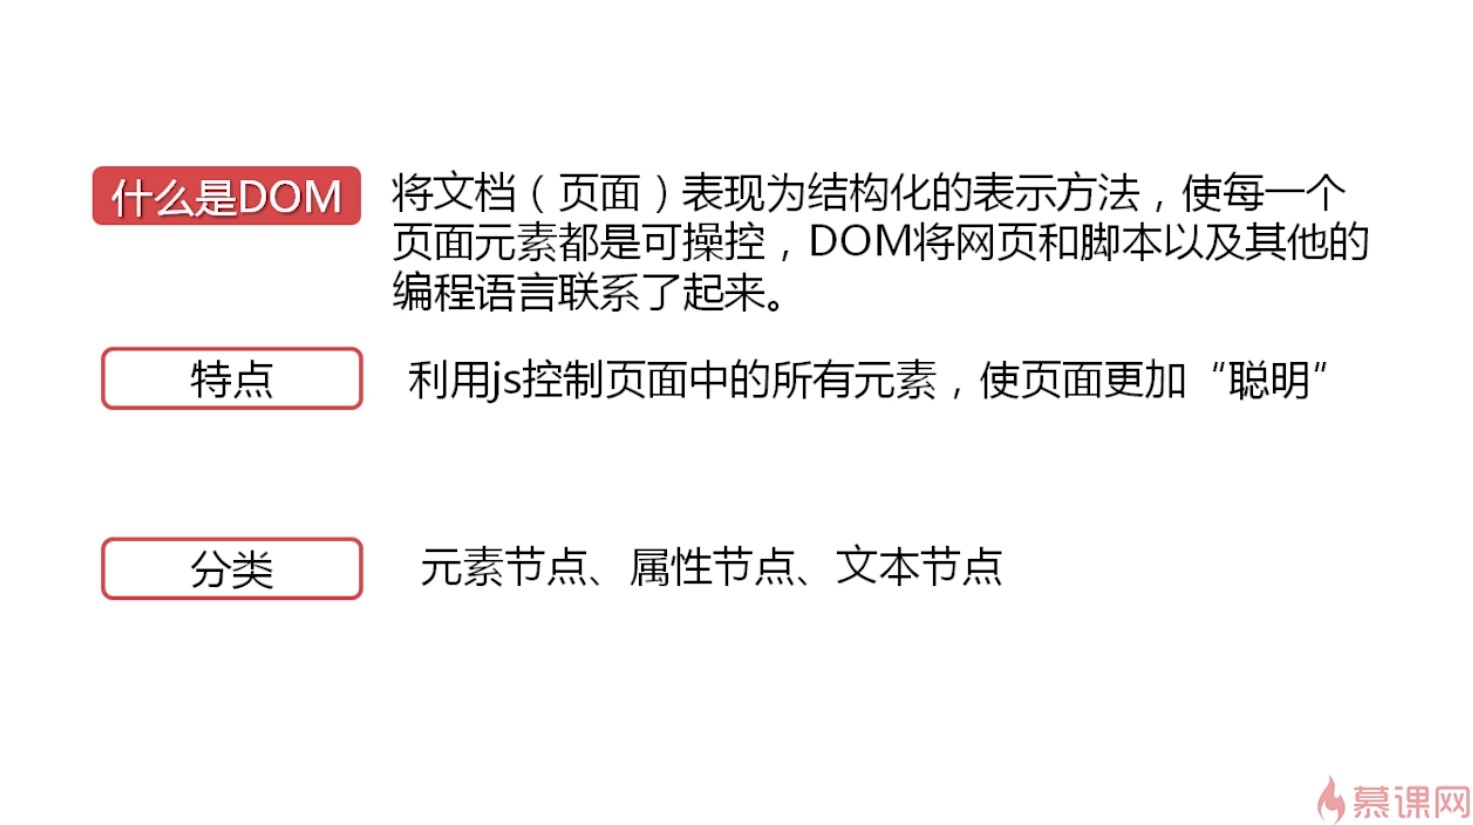 什么是DOM
将文档（页面）表现为结构化的表示方法，使每一个
页面元素都是可操控，DOM将网页和脚本以及其他的
编程语言联系了起来。
特点
利用js控制页面中的所有元素，使页面更加“聪明”
分类
元素节点、属性节点、文本节点
慕课网